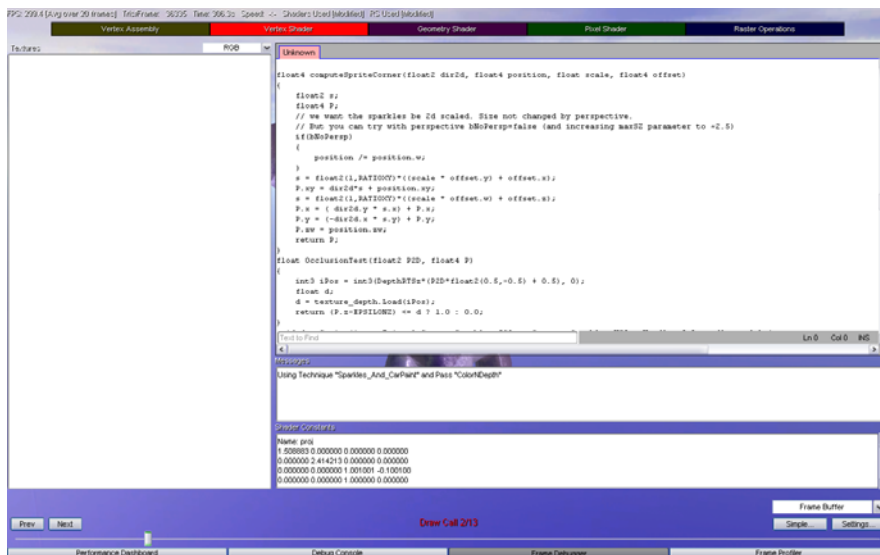 FPS: 299.4 (Avg over 20 frames) Tris/Frame: 36335 Time: 306.3s Speed: -/- Shaders Used [Modified] RS Used [Modified]
Vertex Assembly Vertex Shader Geometry Shader Pixel Shader Raster Operations
Textures RGB Unknown
float4 computeSpriteCorner(float2 dir2d, float4 position, float scale, float4 offset)
{
float2 s;
float4 P;
// we want the sparkles be 2d scaled. Size not changed by perspective.
// But you can try with perspective bNoPersp=false (and increasing maxSZ parameter to +2.5)
if(bNoPersp)
{
position /= position.w;
}
s = float2(1,RATIOXY)*((scale * offset.y) + offset.x);
P.xy = dir2d*s + position.xy;
s = float2(1,RATIOXY)*((scale * offset.w) + offset.z);
P.x = ( dir2d.y * s.x) + P.x;
P.y = (-dir2d.x * s.y) + P.y;
P.zw = position.zw;
return P;
}
float OcclusionTest(float2 P2D, float4 P)
{
int3 iPos = int3(DepthRTSz*(P2D*float2(0.5,-0.5) + 0.5), 0);
float d;
d = texture_depth.Load(iPos);
return (P.z-EPSILONZ) <= d ? 1.0 : 0.0;
}
Text to Find Ln 0 Col 0 INS
Messages
Using Technique "Sparkles_And_CarPaint" and Pass "ColorNDepth"
Shader Constants
Name: proj
1.508883 0.000000 0.000000 0.000000
0.000000 2.414213 0.000000 0.000000
0.000000 0.000000 1.001001 -0.100100
0.000000 0.000000 1.000000 0.000000
Frame Buffer
Prev Next Draw Call 2/13 Simple... Settings...
Performance Dashboard Debug Console Frame Debugger Frame Profiler